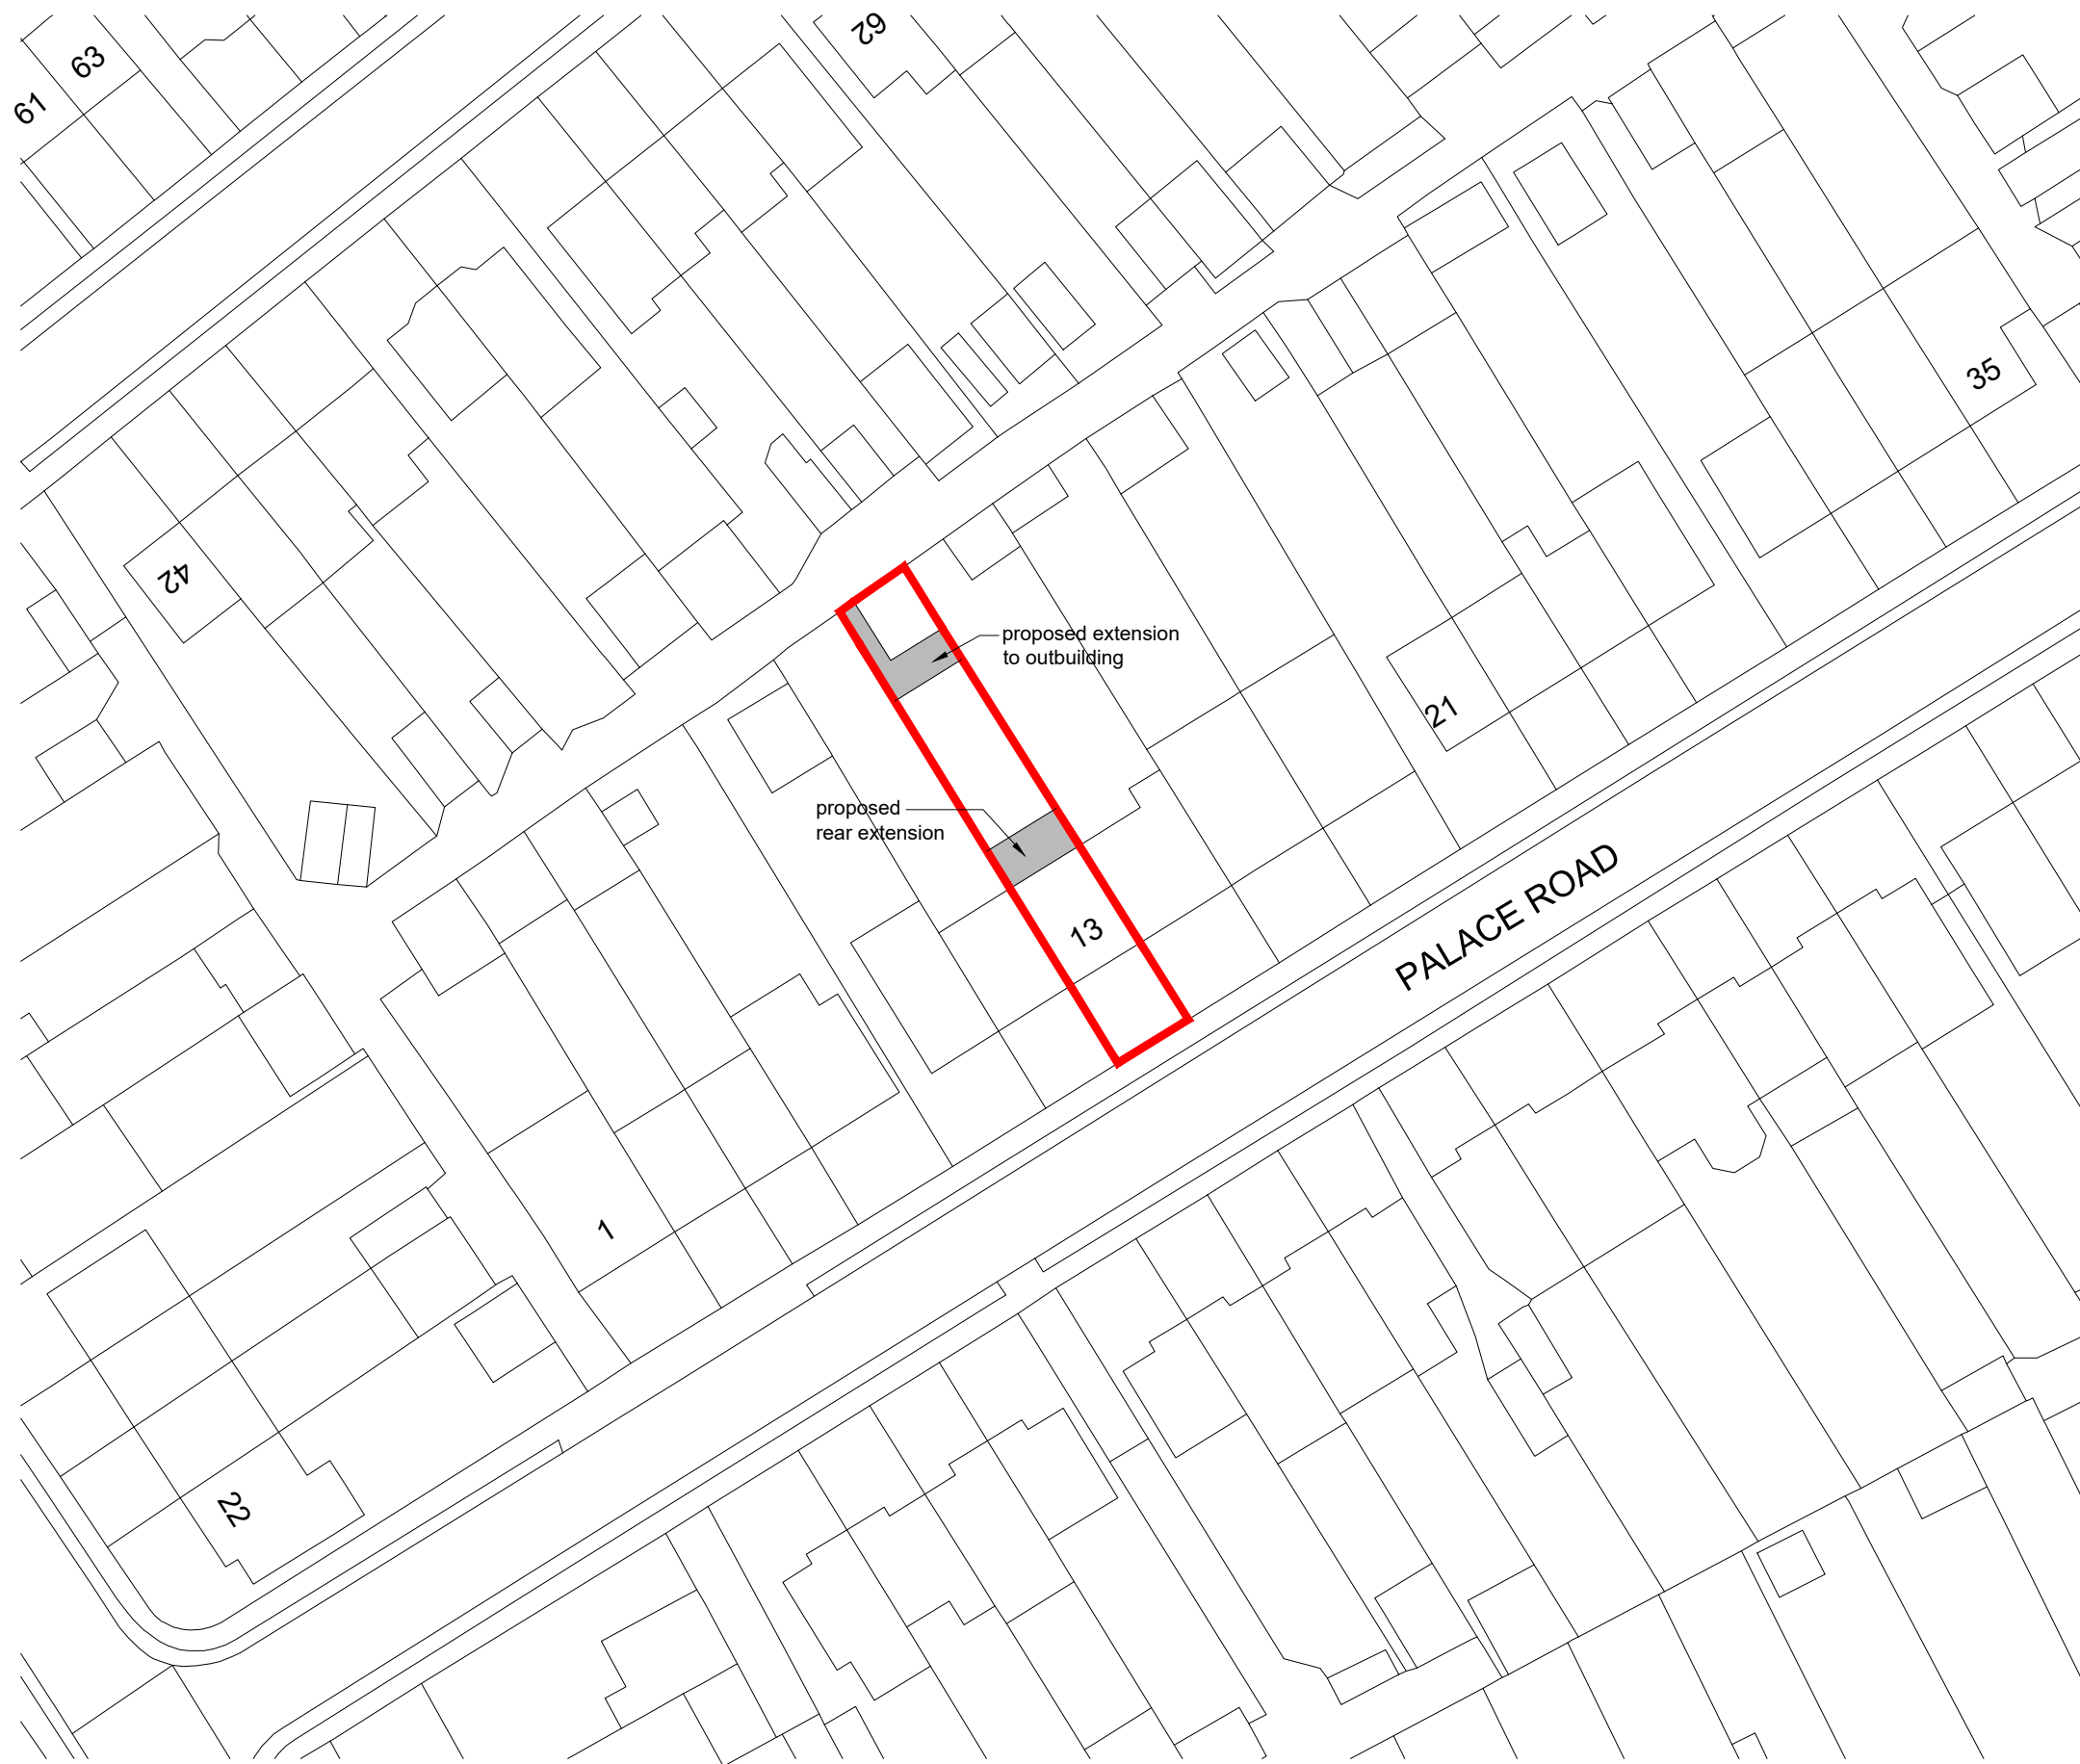 62
63
61
35
42
proposed extension
to outbuilding
21
proposed
rear extension
PALACE ROAD
13
1
22